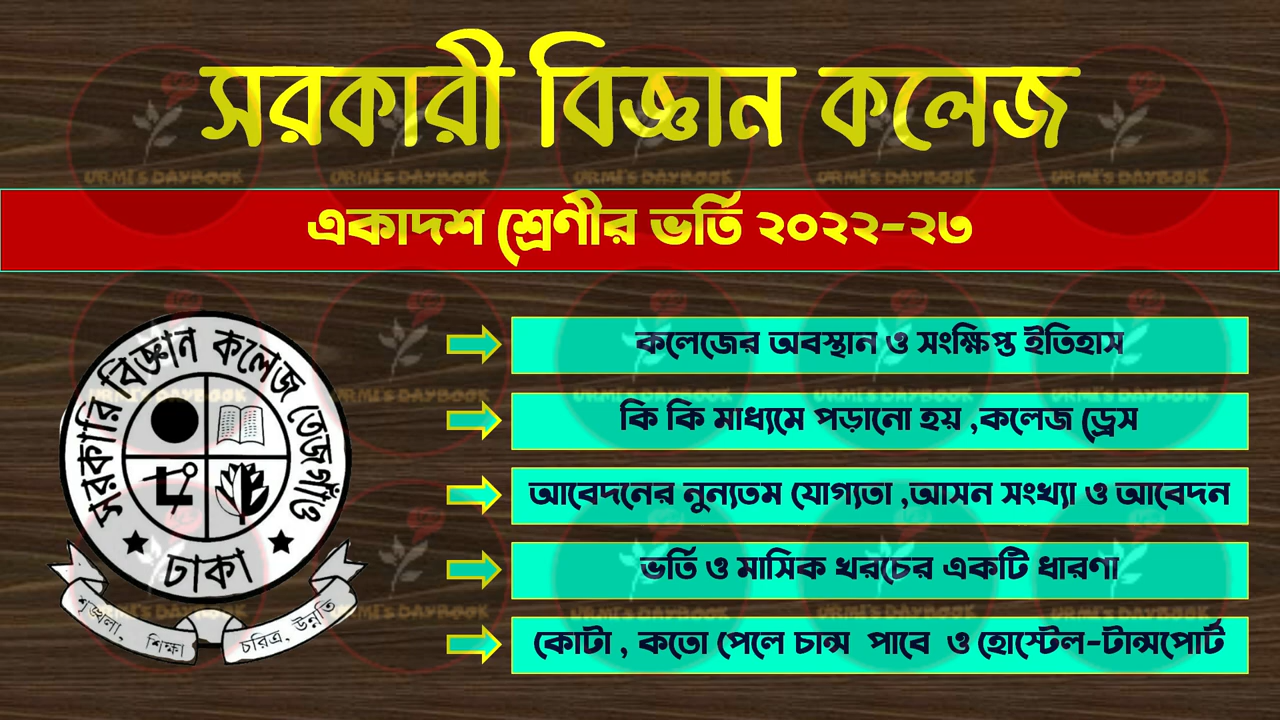 সরকারী বিজ্ঞান কলেজ
একাদশ শ্রেণীর ভর্তি ২০২২-২৩
কলেজের অবস্থান ও সংক্ষিপ্ত ইতিহাস
কি কি মাধ্যমে পড়ানো হয় ,কলেজ ড্রেস
আবেদনের নুন্যতম যোগ্যতা ,আসন সংখ্যা ও আবেদন
ভর্তি ও মাসিক খরচের একটি ধারণা
কোটা , কতো পেলে চান্স পাবে ও হোস্টেল-টান্সপোর্ট
সরকারি বিজ্ঞান কলেজ তেজগাঁও
ঢাকা
শৃঙ্খলা, শিক্ষা চরিত্র, উন্নতি
URMI's DAYBOOK